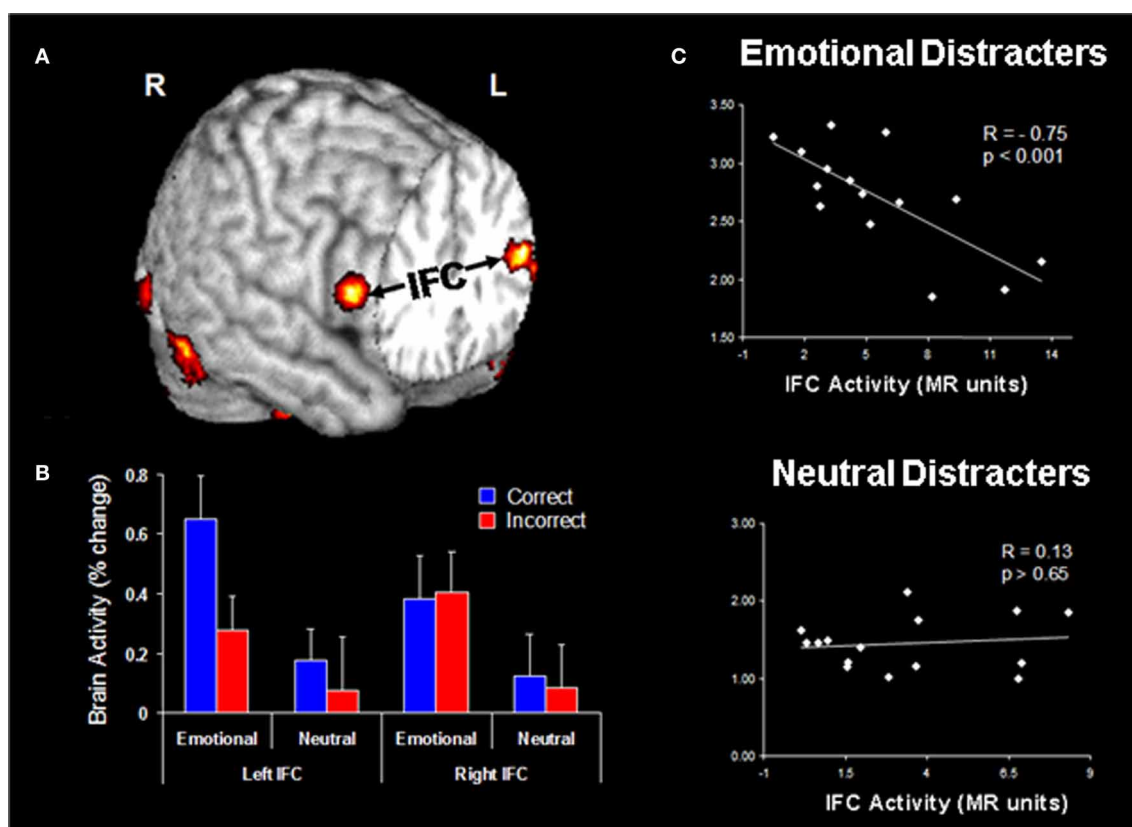 A
R
L
IFC
B
Brain Activity (% change)
0.8
0.6
0.4
0.2
0
Correct
Incorrect
Emotional
Neutral
Emotional
Neutral
Left IFC
Right IFC
C
Emotional Distracters
3.50
3.00
2.50
2.00
1.50
R = - 0.75
p < 0.001
-1
2
5
8
11
14
IFC Activity (MR units)
Neutral Distracters
3.00
2.00
1.00
0.00
R = 0.13
p > 0.65
-1
1.5
4
6.5
9
IFC Activity (MR units)